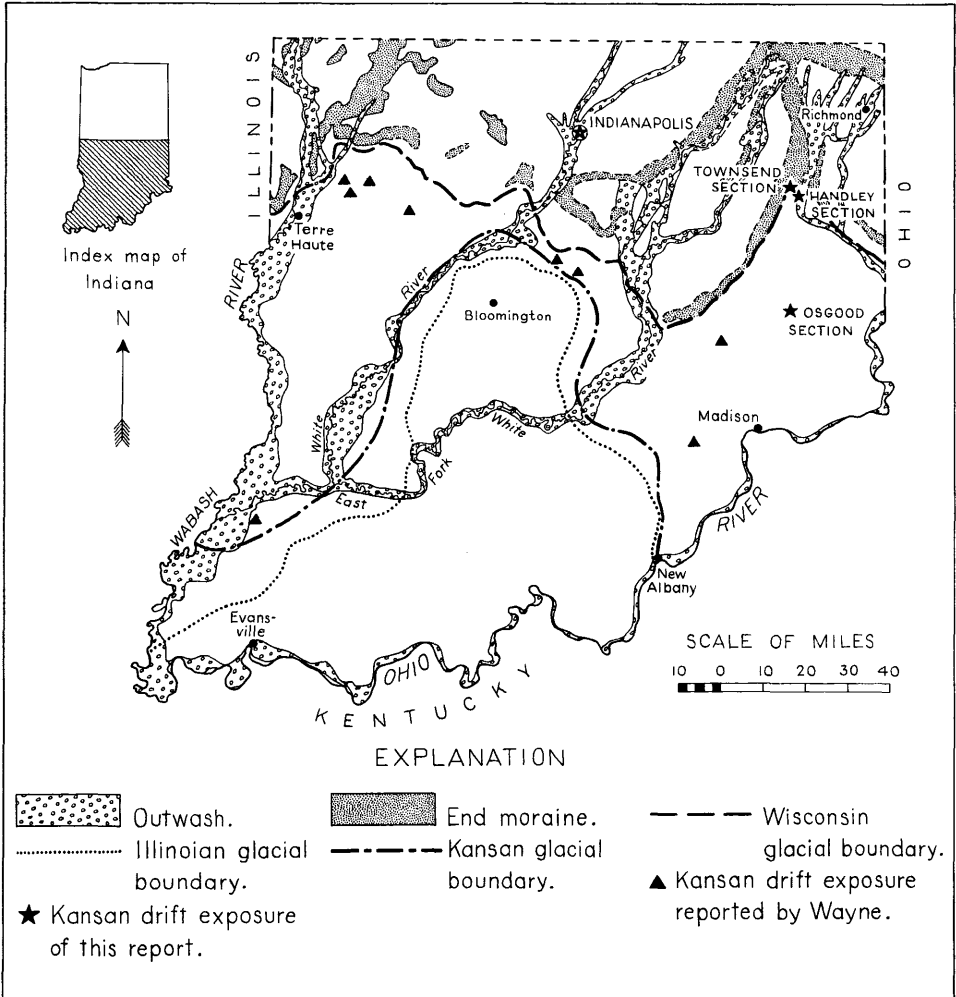 ILLINOIS
INDIANAPOLIS
Richmond
TOWNSEND
SECTION
HANDLEY
SECTION
OHIO
Terre
Haute
Index map of
Indiana
N
RIVER
River
Bloomington
OSGOOD
SECTION
River
Madison
White
White
Fork
East
WABASH
RIVER
New
Albany
Evans-
ville
OHIO
KENTUCKY
SCALE OF MILES
10 0 10 20 30 40
EXPLANATION
Outwash.
End moraine.
Wisconsin
glacial boundary.
Illinoian glacial
boundary.
Kansan glacial
boundary.
Kansan drift exposure
reported by Wayne.
Kansan drift exposure
of this report.